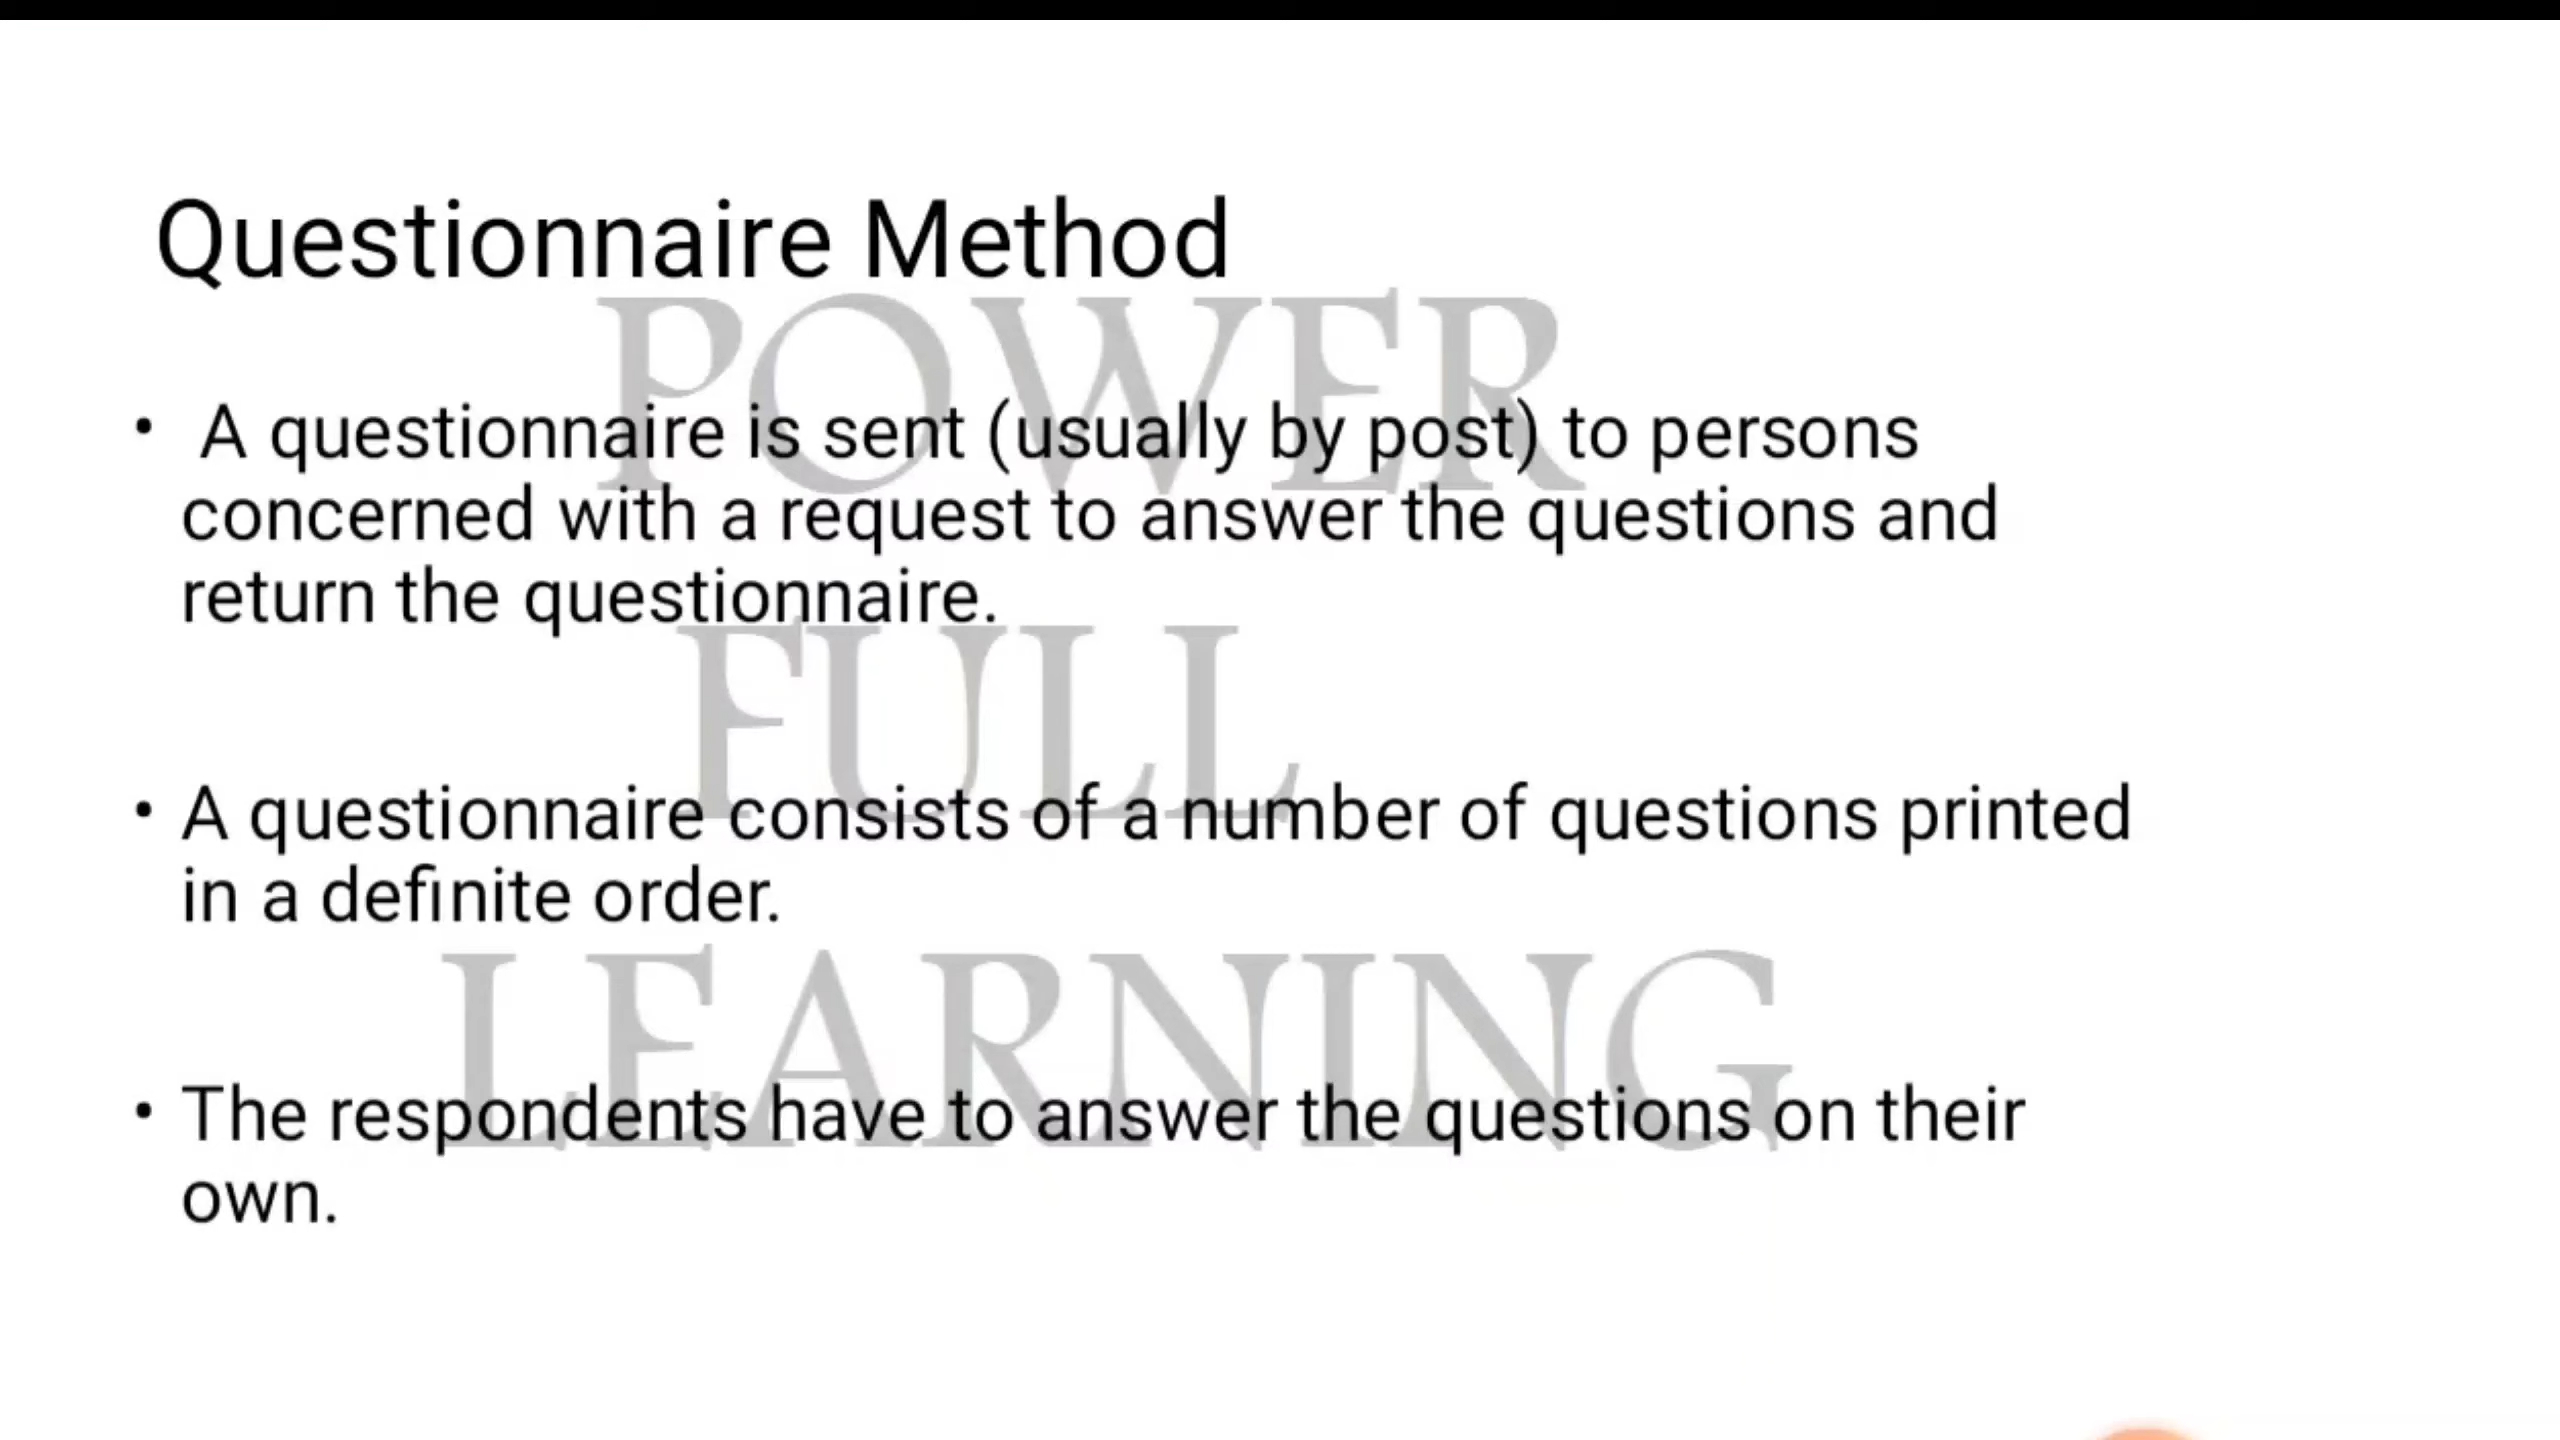 Questionnaire Method
POWER
• A questionnaire is sent (usually by post) to persons
concerned with a request to answer the questions and
return the questionnaire.
FULL
• A questionnaire consists of a number of questions printed
in a definite order.
LEARNING
• The respondents have to answer the questions on their
own.